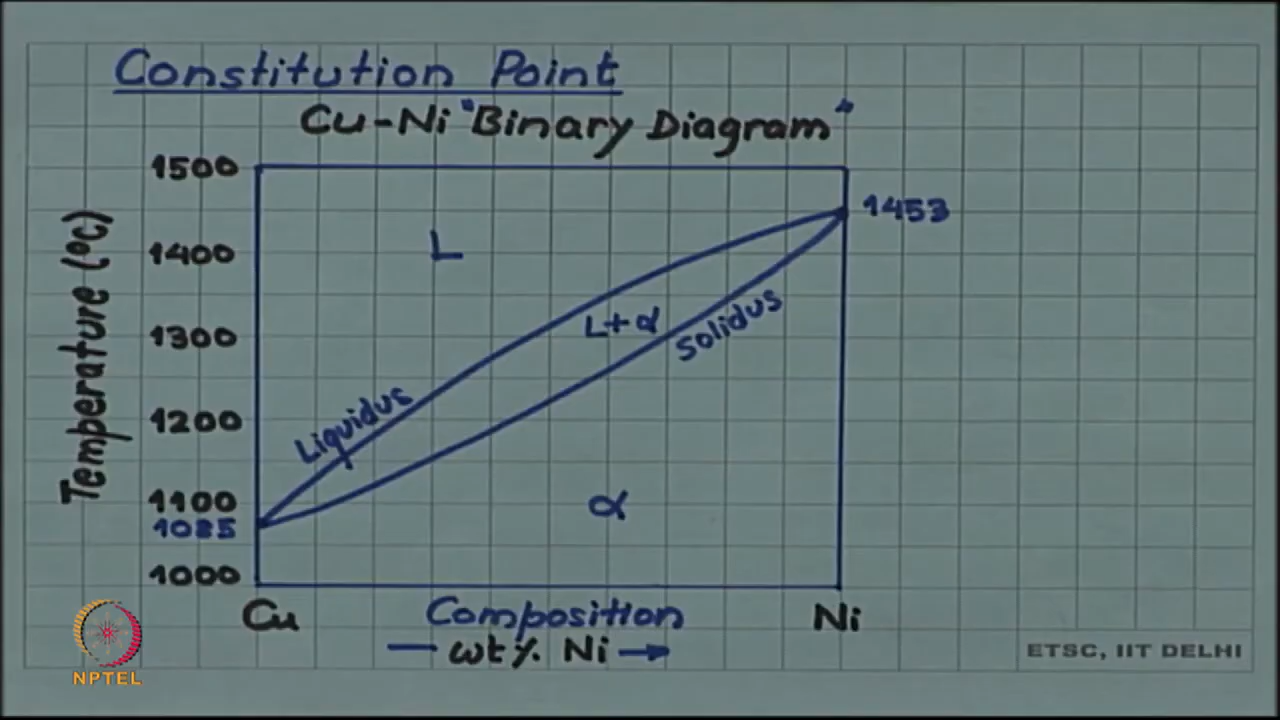 Constitution Point
Cu-Ni "Binary Diagram"
1500
1453
1400
L
1300
L+α
Solidus
Liquidus
1200
1100
α
1085
1000
Temperature (°C)
Cu
Composition
Ni
wt% Ni →
ETSC, IIT DELHI
NPTEL